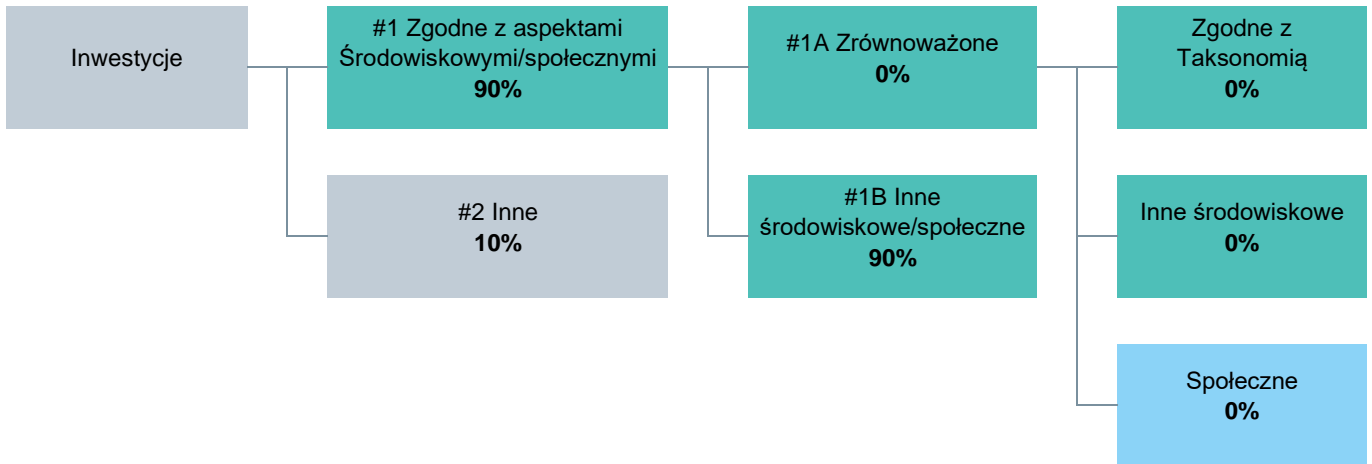 Inwestycje
#1 Zgodne z aspektami
Środowiskowymi/społecznymi
90%
#1A Zrównoważone
0%
Zgodne z
Taksonomią
0%
#2 Inne
10%
#1B Inne
środowiskowe/społeczne
90%
Inne środowiskowe
0%
Społeczne
0%